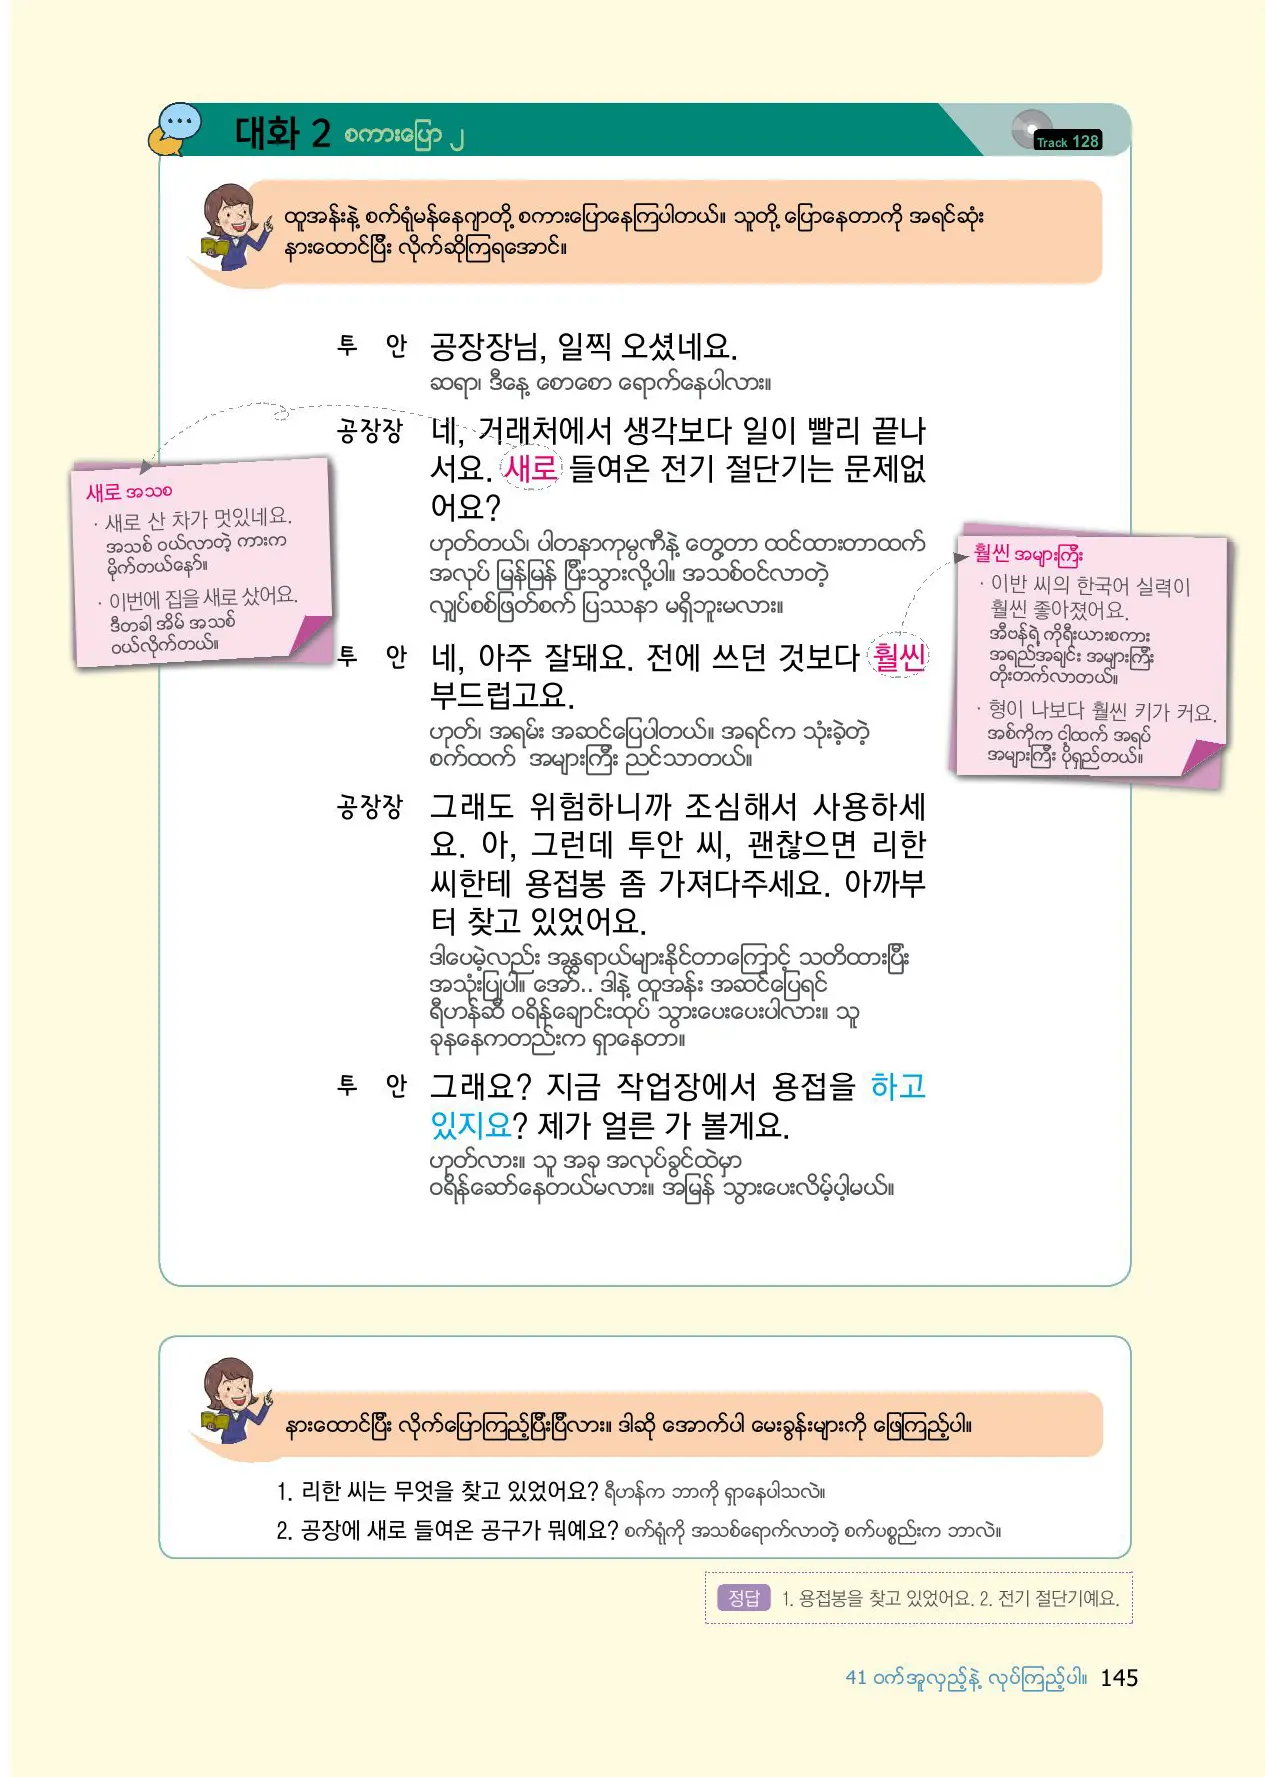 대화 2 စကားပြော ၂
Track 128
ထူအန်းနဲ့ စက်ရုံမန်နေဂျာတို့ စကားပြောနေကြပါတယ်။ သူတို့ ပြောနေတာကို အရင်ဆုံး
နားထောင်ပြီး လိုက်ဆိုကြရအောင်။
투 안 공장장님, 일찍 오셨네요.
ဆရာ၊ ဒီနေ့ စောစော ရောက်နေပါလား။
공장장 네, 거래처에서 생각보다 일이 빨리 끝나
서요. 새로 들여온 전기 절단기는 문제없
어요?
ဟုတ်တယ်၊ ပါတနာကုမ္ပဏီနဲ့ တွေ့တာ ထင်ထားတာထက်
အလုပ် မြန်မြန် ပြီးသွားလို့ပါ။ အသစ်ဝင်လာတဲ့
လျှပ်စစ်ဖြတ်စက် ပြဿနာ မရှိဘူးမလား။
새로 အသစ
· 새로 산 차가 멋있네요.
အသစ် ဝယ်လာတဲ့ ကားက
မိုက်တယ်နော်။
· 이번에 집을 새로 샀어요.
ဒီတခါ အိမ် အသစ်
ဝယ်လိုက်တယ်။
투 안 네, 아주 잘돼요. 전에 쓰던 것보다 훨씬
부드럽고요.
ဟုတ်၊ အရမ်း အဆင်ပြေပါတယ်။ အရင်က သုံးခဲ့တဲ့
စက်ထက် အများကြီး ညင်သာတယ်။
훨씬 အများကြီး
· 이반 씨의 한국어 실력이
훨씬 좋아졌어요.
အီဗန်ရဲ့ ကိုရီးယားစကား
အရည်အချင်း အများကြီး
တိုးတက်လာတယ်။
· 형이 나보다 훨씬 키가 커요.
အစ်ကိုက ငါ့ထက် အရပ်
အများကြီး ပိုရှည်တယ်။
공장장 그래도 위험하니까 조심해서 사용하세
요. 아, 그런데 투안 씨, 괜찮으면 리한
씨한테 용접봉 좀 가져다주세요. 아까부
터 찾고 있었어요.
ဒါပေမဲ့လည်း အန္တရာယ်များနိုင်တာကြောင့် သတိထားပြီး
အသုံးပြုပါ။ အော်.. ဒါနဲ့ ထူအန်း အဆင်ပြေရင်
ရီဟန်ဆီ ဝရိန်ချောင်းထုပ် သွားပေးပေးပါလား။ သူ
ခုနနေကတည်းက ရှာနေတာ။
투 안 그래요? 지금 작업장에서 용접을 하고
있지요? 제가 얼른 가 볼게요.
ဟုတ်လား။ သူ အခု အလုပ်ခွင်ထဲမှာ
ဝရိန်ဆော်နေတယ်မလား။ အမြန် သွားပေးလိမ့်ပ့ါမယ်။
နားထောင်ပြီး လိုက်ပြောကြည့်ပြီးပြီလား။ ဒါဆို အောက်ပါ မေးခွန်းများကို ဖြေကြည့်ပါ။
1. 리한 씨는 무엇을 찾고 있었어요? ရီဟန်က ဘာကို ရှာနေပါသလဲ။
2. 공장에 새로 들여온 공구가 뭐예요? စက်ရုံကို အသစ်ရောက်လာတဲ့ စက်ပစ္စည်းက ဘာလဲ။
정답 1. 용접봉을 찾고 있었어요. 2. 전기 절단기예요.
41 ဝက်အူလှည့်နဲ့ လုပ်ကြည့်ပါ။ 145